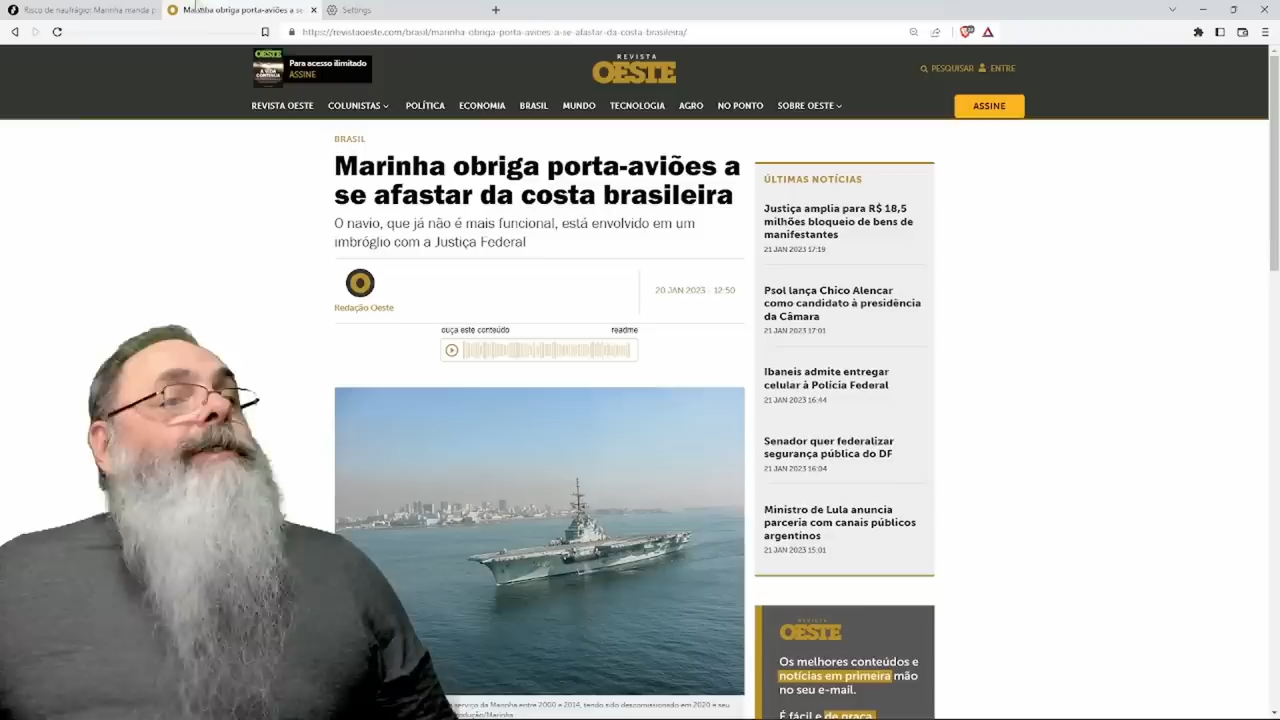 Risco de naufrágio: Marinha manda p
Marinha obriga porta-aviões a se
Settings
https://revistaoeste.com/brasil/marinha-obriga-porta-avioes-a-se-afastar-da-costa-brasileira/
OESTE
Para acesso ilimitado
ASSINE
REVISTA
OESTE
PESQUISAR
ENTRE
REVISTA OESTE
COLUNISTAS
POLÍTICA
ECONOMIA
BRASIL
MUNDO
TECNOLOGIA
AGRO
NO PONTO
SOBRE OESTE
ASSINE
BRASIL
Marinha obriga porta-aviões a
se afastar da costa brasileira
O navio, que já não é mais funcional, está envolvido em um
imbróglio com a Justiça Federal
Redação Oeste
20 JAN 2023 - 12:50
ouça este conteúdo
readme
serviço da Marinha entre 2000 e 2014, tendo sido descomissionado em 2020 e seu
ÚLTIMAS NOTÍCIAS
Justiça amplia para R$ 18,5
milhões bloqueio de bens de
manifestantes
21 JAN 2023 17:19
Psol lança Chico Alencar
como candidato à presidência
da Câmara
21 JAN 2023 17:01
Ibaneis admite entregar
celular à Polícia Federal
21 JAN 2023 16:44
Senador quer federalizar
segurança pública do DF
21 JAN 2023 16:04
Ministro de Lula anuncia
parceria com canais públicos
argentinos
21 JAN 2023 15:01
REVISTA
OESTE
Os melhores conteúdos e
notícias em primeira mão
no seu e-mail.
É fácil e de graça